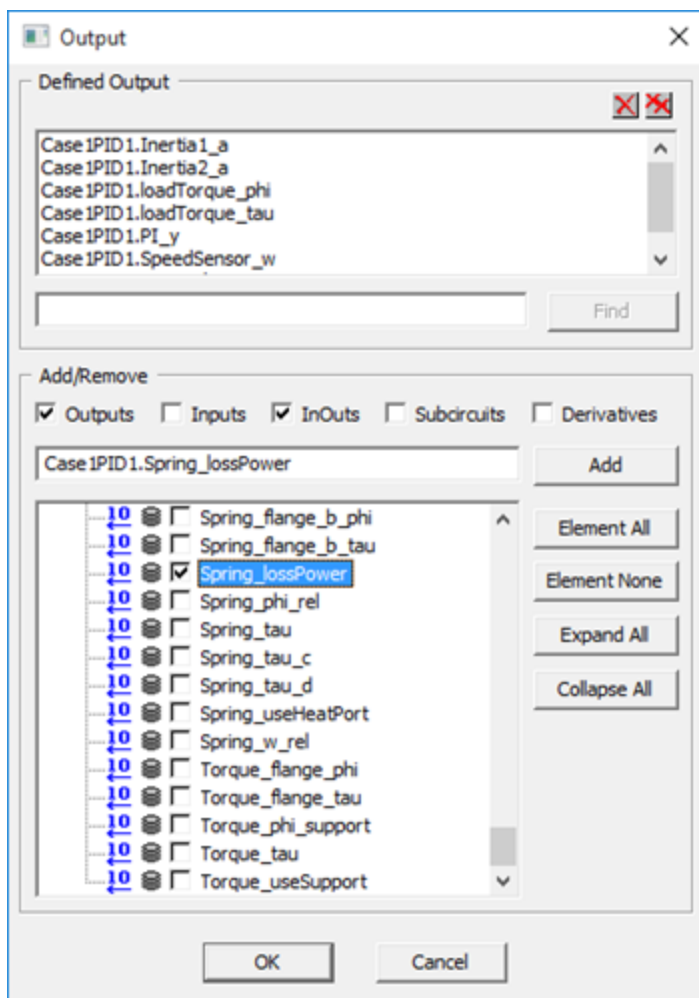 Output
Defined Output
Case1PID1.Inertia1_a
Case1PID1.Inertia2_a
Case1PID1.loadTorque_phi
Case1PID1.loadTorque_tau
Case1PID1.PI_y
Case1PID1.SpeedSensor_w
Find
Add/Remove
Outputs Inputs InOuts Subcircuits Derivatives
Case1PID1.Spring_lossPower Add
Spring_flange_b_phi
Element All
Spring_flange_b_tau
Spring_lossPower
Element None
Spring_phi_rel
Spring_tau
Expand All
Spring_tau_c
Spring_tau_d
Collapse All
Spring_useHeatPort
Spring_w_rel
Torque_flange_phi
Torque_flange_tau
Torque_phi_support
Torque_tau
Torque_useSupport
OK Cancel